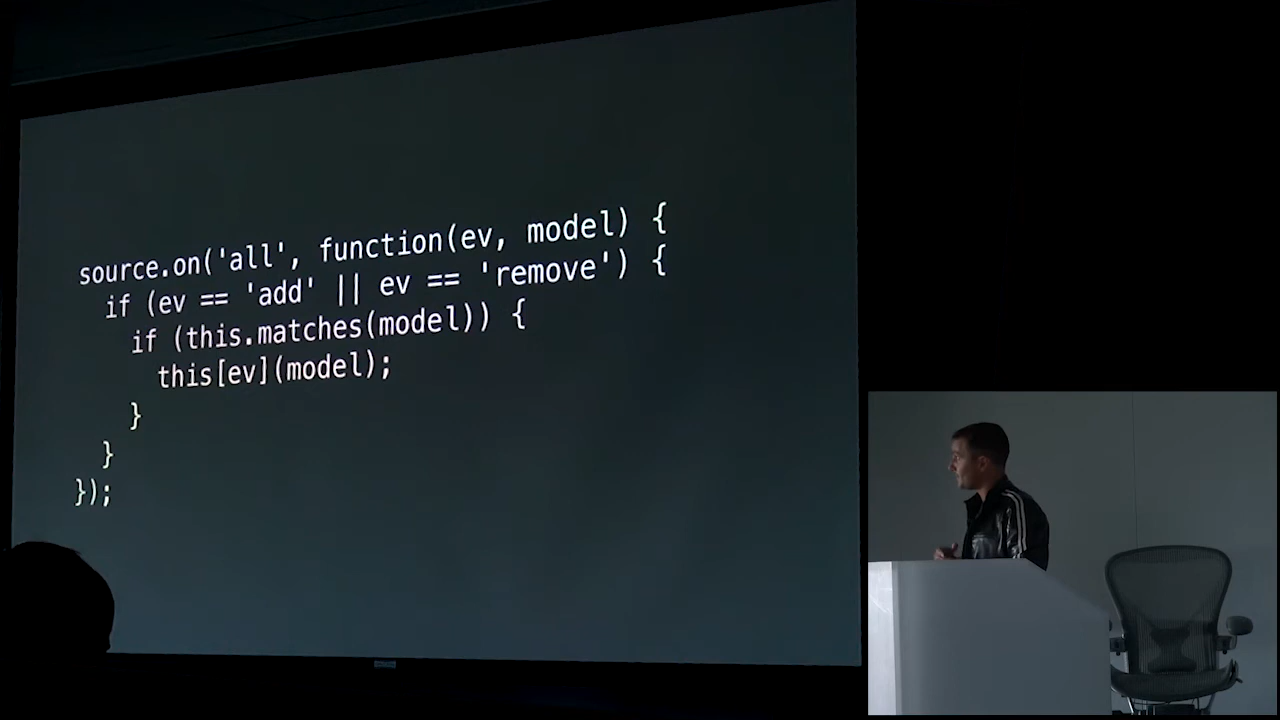 source.on('all', function(ev, model) {
if (ev == 'add' || ev == 'remove') {
if (this.matches(model)) {
this[ev](model);
}
}
});